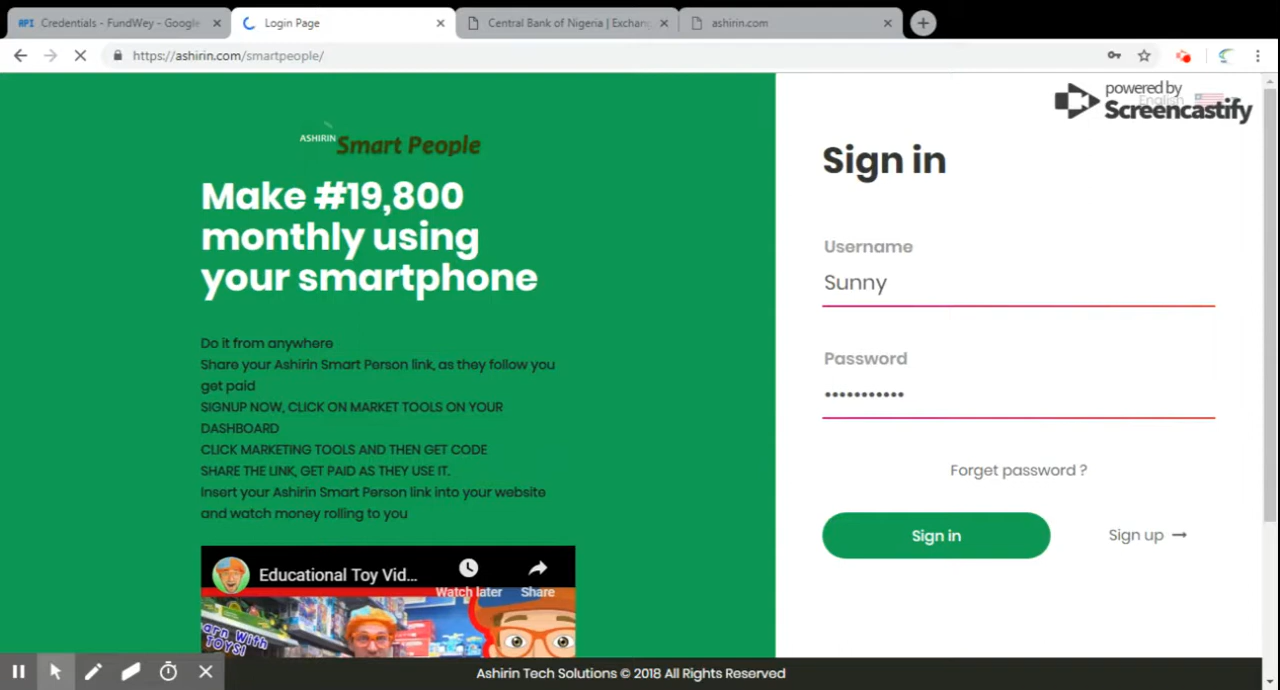 API Credentials - FundWey - Google
Login Page
Central Bank of Nigeria | Exchang
ashirin.com
https://ashirin.com/smartpeople/
powered by
English
Screencastify
ASHIRIN Smart People
Make #19,800
monthly using
your smartphone
Do it from anywhere
Share your Ashirin Smart Person link, as they follow you
get paid
SIGNUP NOW, CLICK ON MARKET TOOLS ON YOUR
DASHBOARD
CLICK MARKETING TOOLS AND THEN GET CODE
SHARE THE LINK, GET PAID AS THEY USE IT.
Insert your Ashirin Smart Person link into your website
and watch money rolling to you
Educational Toy Vid...
Watch later
Share
arn WITH
TOYS!
Sign in
Username
Sunny
Password
•••••••••••
Forget password ?
Sign in
Sign up →
Ashirin Tech Solutions © 2018 All Rights Reserved